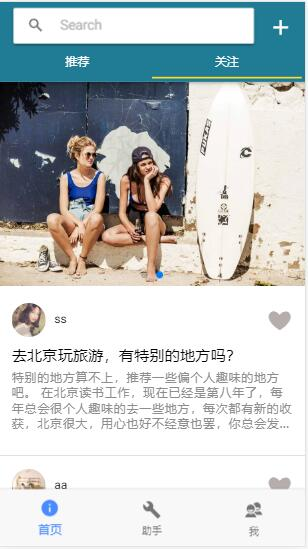 Search
推荐
关注
ss
去北京玩旅游，有特别的地方吗？
特别的地方算不上，推荐一些偏个人趣味的地方
吧。 在北京读书工作，现在已经是第八年了，每
年总会很个人趣味的去一些地方，每次都有新的收
获，北京很大，用心也好不经意也罢，你总会发...
aa
首页
助手
我